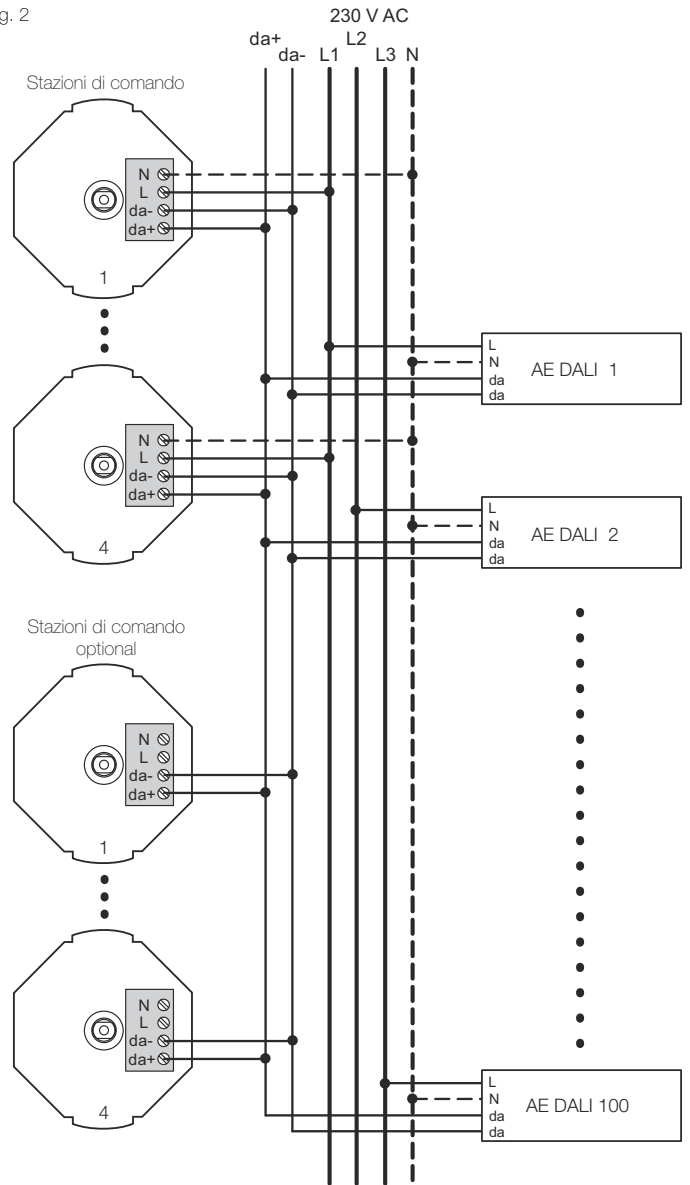 g. 2
230 V AC
da+ da- L1 L2 L3 N
Stazioni di comando
N
L
da-
da+
1
L
N
da
da
AE DALI 1
N
L
da-
da+
4
L
N
da
da
AE DALI 2
Stazioni di comando
optional
N
L
da-
da+
1
N
L
da-
da+
4
L
N
da
da
AE DALI 100